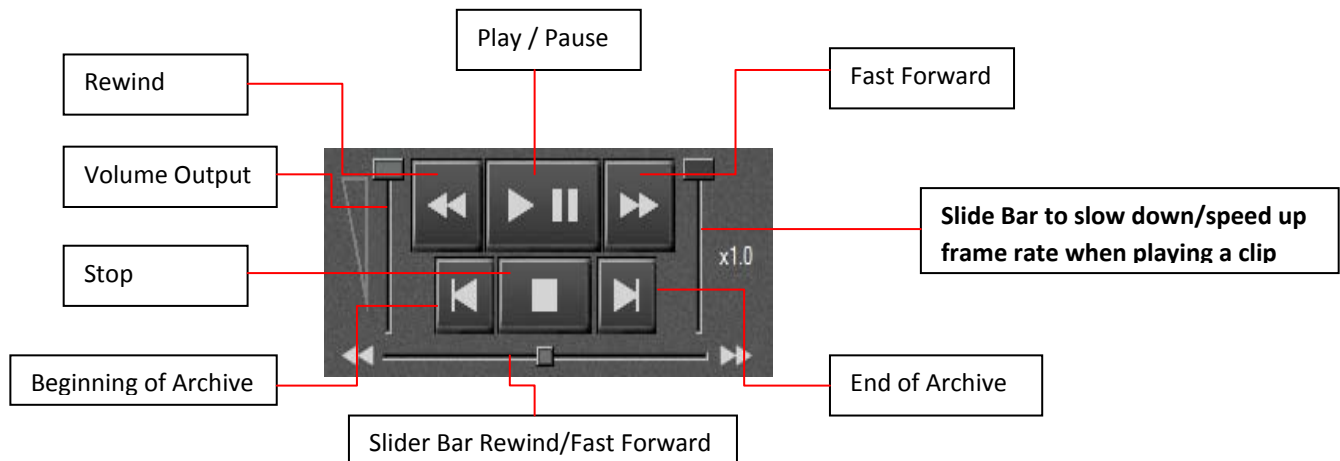 Play / Pause
Rewind
Fast Forward
Volume Output
Slide Bar to slow down/speed up
frame rate when playing a clip
Stop
x1.0
Beginning of Archive
End of Archive
Slider Bar Rewind/Fast Forward